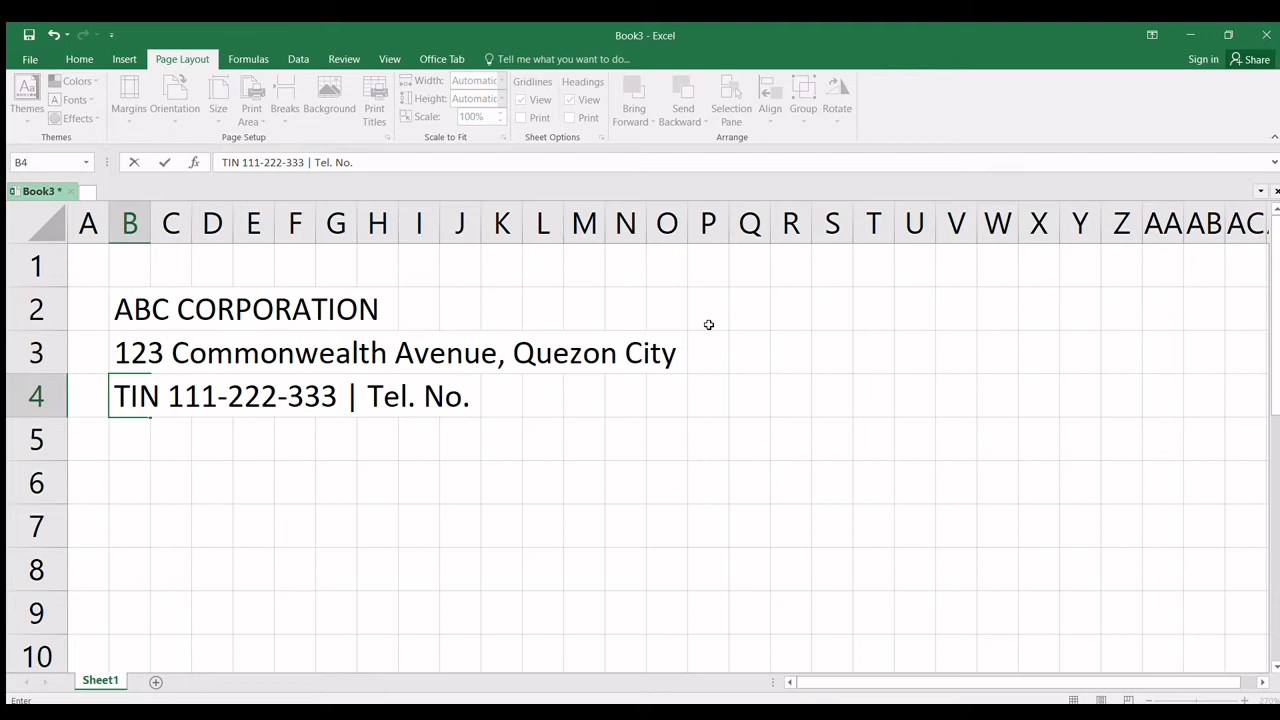 Book3 - Excel
File Home Insert Page Layout Formulas Data Review View Office Tab Tell me what you want to do... Sign in Share
Aa Themes Colors Fonts Effects Margins Orientation Size Print Area Breaks Background Print Titles Width: Automatic Height: Automatic Scale: 100% Gridlines View Print Headings View Print Bring Forward Send Backward Selection Pane Align Group Rotate
Themes Page Setup Scale to Fit Sheet Options Arrange
B4 fx TIN 111-222-333 | Tel. No.
Book3 *
A B C D E F G H I J K L M N O P Q R S T U V W X Y Z AA AB AC
1
2 ABC CORPORATION
3 123 Commonwealth Avenue, Quezon City
4 TIN 111-222-333 | Tel. No.
5
6
7
8
9
10
Sheet1
Enter 270%